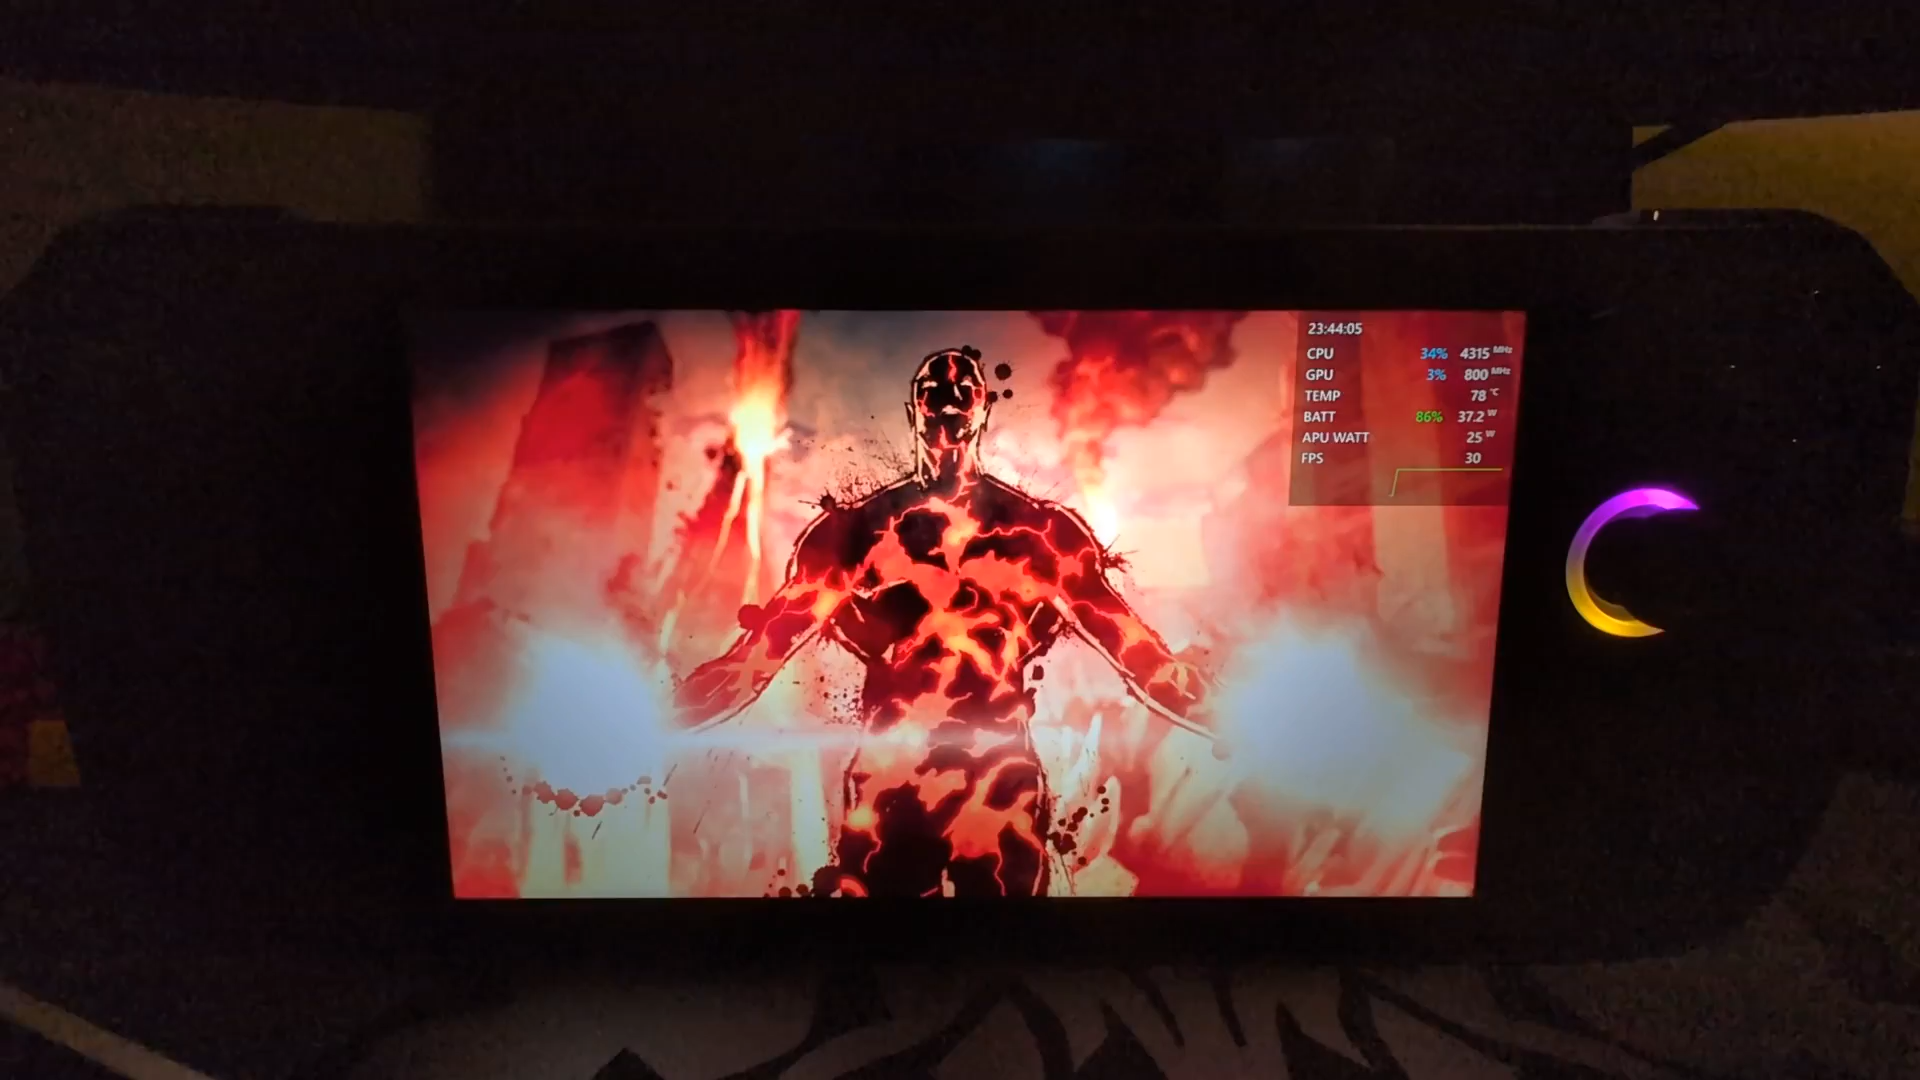 23:44:05
CPU 34% 4315 MHz
GPU 3% 800 MHz
TEMP 78 °C
BATT 86% 37.2 W
APU WATT 25 W
FPS 30